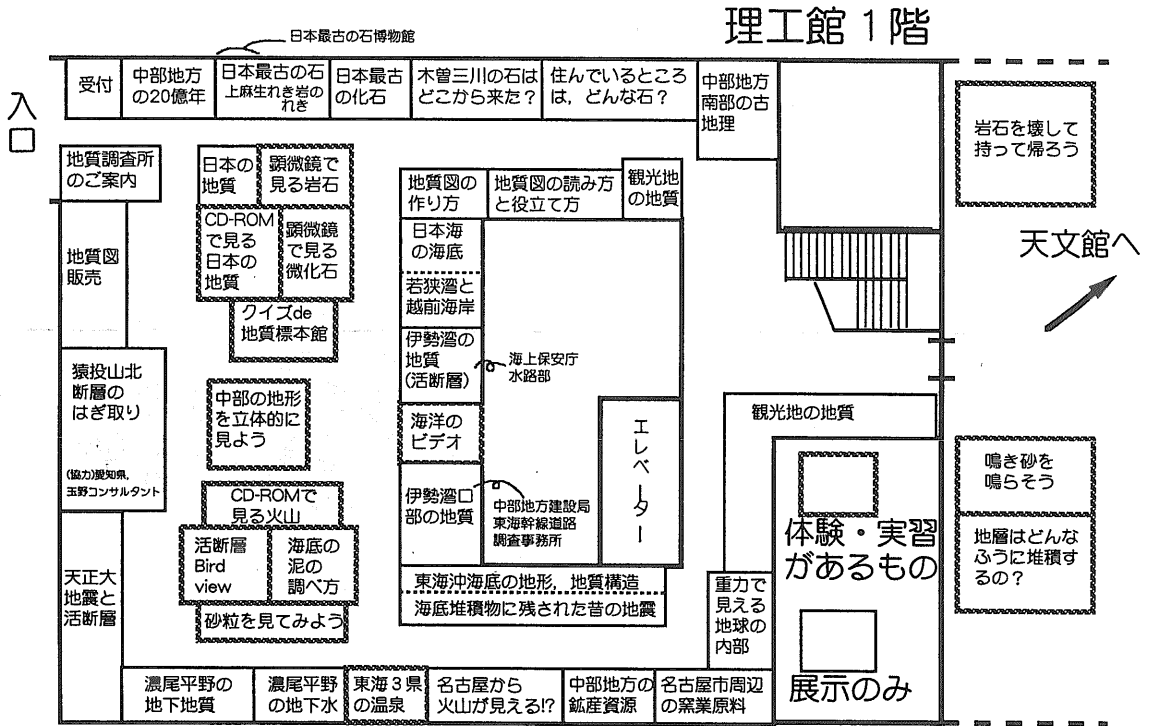 理工館１階
日本最古の石博物館
入口
受付
中部地方
の20億年
日本最古の石
上麻生れき岩の
れき
日本最古
の化石
木曽三川の石は
どこから来た？
住んでいるところ
は，どんな石？
中部地方
南部の古
地理
岩石を壊して
持って帰ろう
天文館へ
地質調査所
のご案内
地質図
販売
猿投山北
断層の
はぎ取り
(協力)愛知県,
玉野コンサルタント
天正大
地震と
活断層
日本の
地質
顕微鏡で
見る岩石
CD-ROM
で見る
日本の
地質
顕微鏡
で見る
微化石
クイズde
地質標本館
中部の地形
を立体的に
見よう
CD-ROMで
見る火山
活断層
Bird
view
海底の
泥の
調べ方
砂粒を見てみよう
地質図の
作り方
地質図の読み方
と役立て方
観光地
の地質
日本海
の海底
若狭湾と
越前海岸
伊勢湾の
地質
(活断層)
海上保安庁
水路部
海洋の
ビデオ
伊勢湾口
部の地質
中部地方建設局
東海幹線道路
調査事務所
エレベーター
東海沖海底の地形，地質構造
海底堆積物に残された昔の地震
観光地の地質
体験・実習
があるもの
展示のみ
重力で
見える
地球の
内部
鳴き砂を
鳴らそう
地層はどんな
ふうに堆積す
るの？
濃尾平野の
地下地質
濃尾平野
の地下水
東海３県
の温泉
名古屋から
火山が見える!?
中部地方の
鉱産資源
名古屋市周辺
の窯業原料